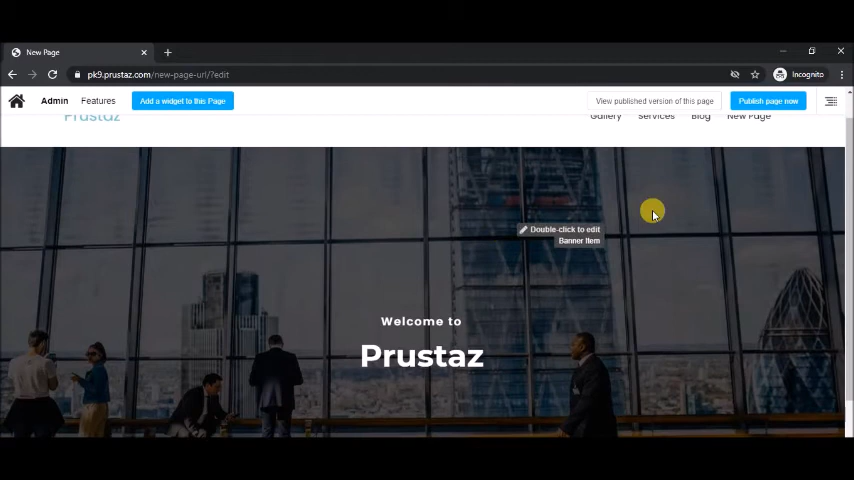 New Page
pk9.prustaz.com/new-page-url/?edit
Incognito
Admin Features Add a widget to this Page View published version of this page Publish page now
Prustaz Gallery Services Blog New Page
Double-click to edit
Banner Item
Welcome to
Prustaz